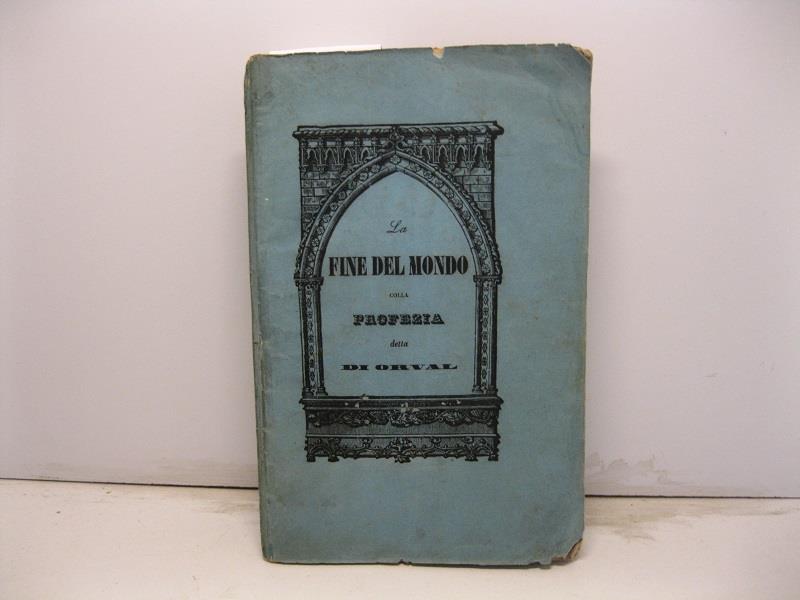 La
FINE DEL MONDO
COLLA
PROFEZIA
detta
DI ORVAL